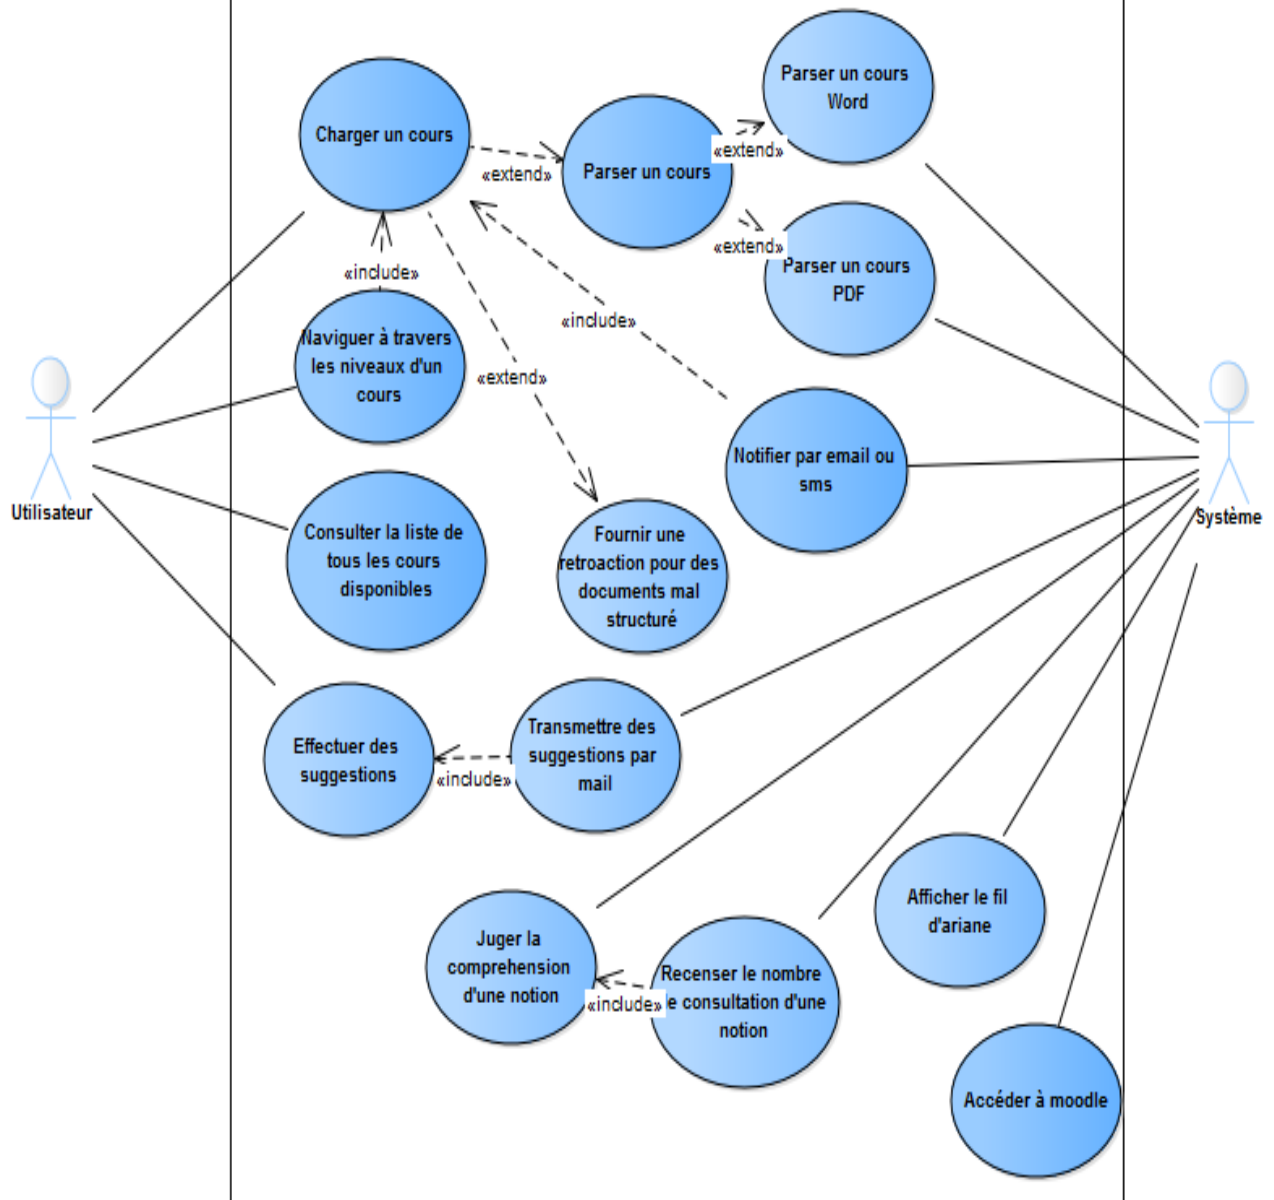 Parser un cours
Word
Charger un cours
«extend»
Parser un cours
«extend»
«extend»
Parser un cours
PDF
«include»
«include»
Naviguer à travers
les niveaux d'un
cours
«extend»
Notifier par email ou
sms
Utilisateur
Système
Consulter la liste de
tous les cours
disponibles
Fournir une
retroaction pour des
documents mal
structuré
Effectuer des
suggestions
«include»
Transmettre des
suggestions par
mail
Juger la
comprehension
d'une notion
«include»
Recenser le nombre
e consultation d'une
notion
Afficher le fil
d'ariane
Accéder à moodle